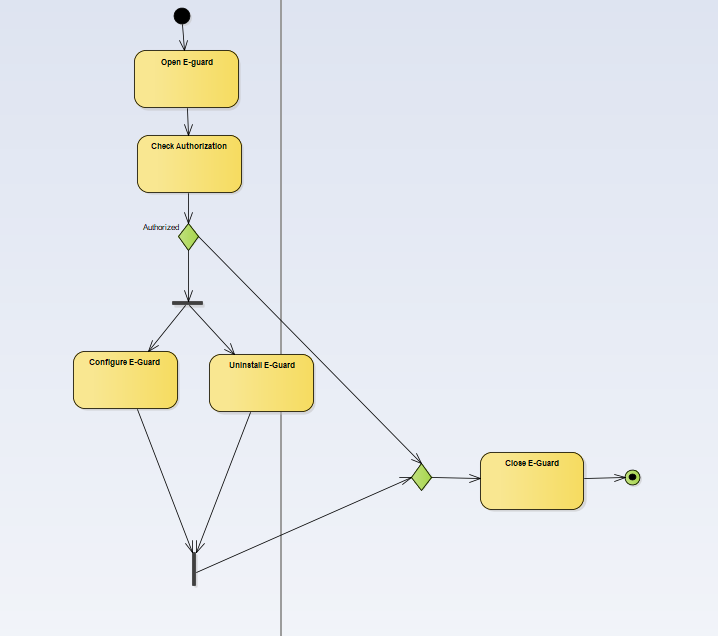 Open E-guard
Check Authorization
Authorized
Configure E-Guard
Uninstall E-Guard
Close E-Guard